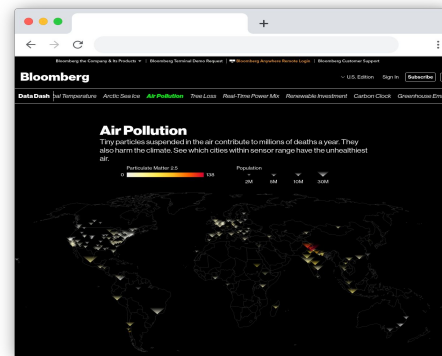 Bloomberg the Company & Its Products ▾ | Bloomberg Terminal Demo Request | Bloomberg Anywhere Remote Login | Bloomberg Customer Support
Bloomberg
U.S. Edition Sign In Subscribe
Data Dash bal Temperature Arctic Sea Ice Air Pollution Tree Loss Real-Time Power Mix Renewable Investment Carbon Clock Greenhouse Em
Air Pollution
Tiny particles suspended in the air contribute to millions of deaths a year. They
also harm the climate. See which cities within sensor range have the unhealthiest
air.
Particulate Matter 2.5 Population
0 138 2M 5M 10M 30M